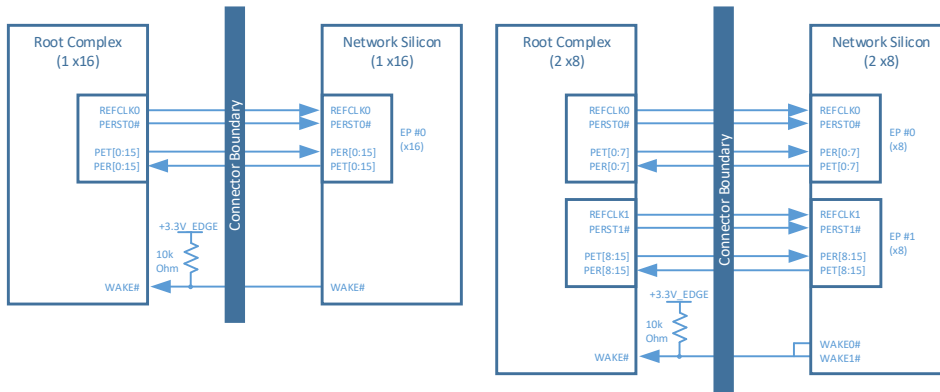 Root Complex
(1 x16)
Network Silicon
(1 x16)
REFCLK0
PERST0#
PET[0:15]
PER[0:15]
REFCLK0
PERST0#
PER[0:15]
PET[0:15]
EP #0
(x16)
Connector Boundary
+3.3V_EDGE
10k
Ohm
WAKE#
WAKE#
Root Complex
(2 x8)
Network Silicon
(2 x8)
REFCLK0
PERST0#
PET[0:7]
PER[0:7]
REFCLK0
PERST0#
PER[0:7]
PET[0:7]
EP #0
(x8)
Connector Boundary
REFCLK1
PERST1#
PET[8:15]
PER[8:15]
REFCLK1
PERST1#
PER[8:15]
PET[8:15]
EP #1
(x8)
+3.3V_EDGE
10k
Ohm
WAKE#
WAKE0#
WAKE1#